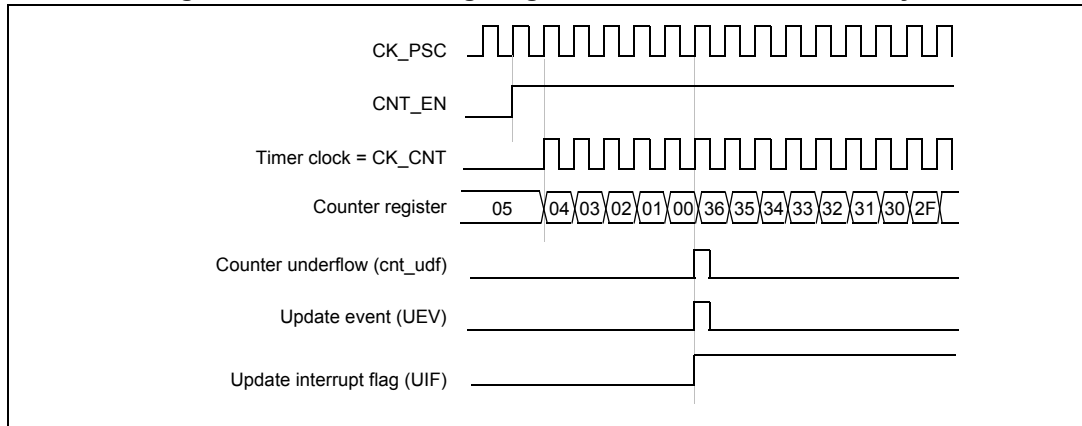 CK_PSC
CNT_EN
Timer clock = CK_CNT
Counter register 05 04 03 02 01 00 36 35 34 33 32 31 30 2F
Counter underflow (cnt_udf)
Update event (UEV)
Update interrupt flag (UIF)